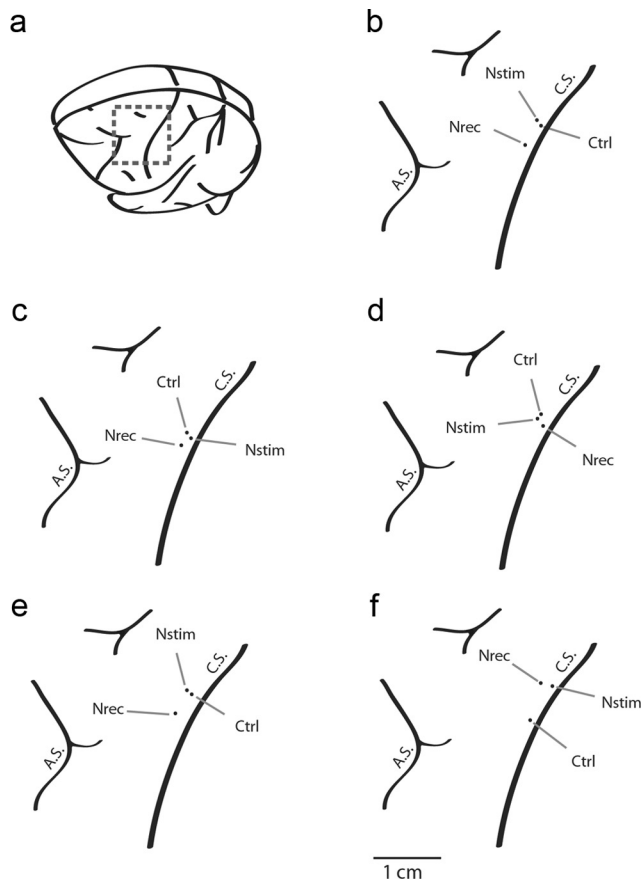 a
b
Nstim
C.S.
Nrec
Ctrl
A.S.
c
Ctrl
C.S.
Nrec
Nstim
A.S.
d
Ctrl
C.S.
Nstim
Nrec
A.S.
e
Nstim
C.S.
Nrec
Ctrl
A.S.
f
Nrec
C.S.
Nstim
Ctrl
A.S.
1 cm